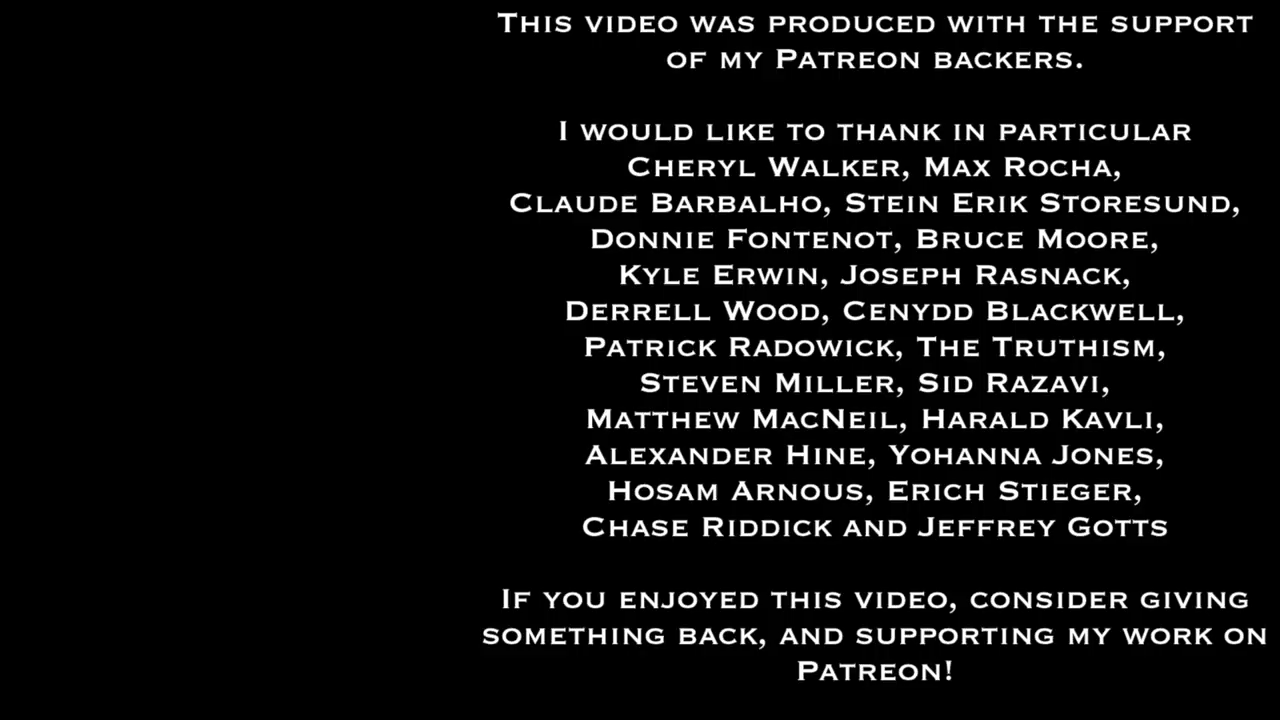 This video was produced with the support
of my Patreon backers.
I would like to thank in particular
Cheryl Walker, Max Rocha,
Claude Barbalho, Stein Erik Storesund,
Donnie Fontenot, Bruce Moore,
Kyle Erwin, Joseph Rasnack,
Derrell Wood, Cenydd Blackwell,
Patrick Radowick, The Truthism,
Steven Miller, Sid Razavi,
Matthew MacNeil, Harald Kavli,
Alexander Hine, Yohanna Jones,
Hosam Arnous, Erich Stieger,
Chase Riddick and Jeffrey Gotts
If you enjoyed this video, consider giving
something back, and supporting my work on
Patreon!